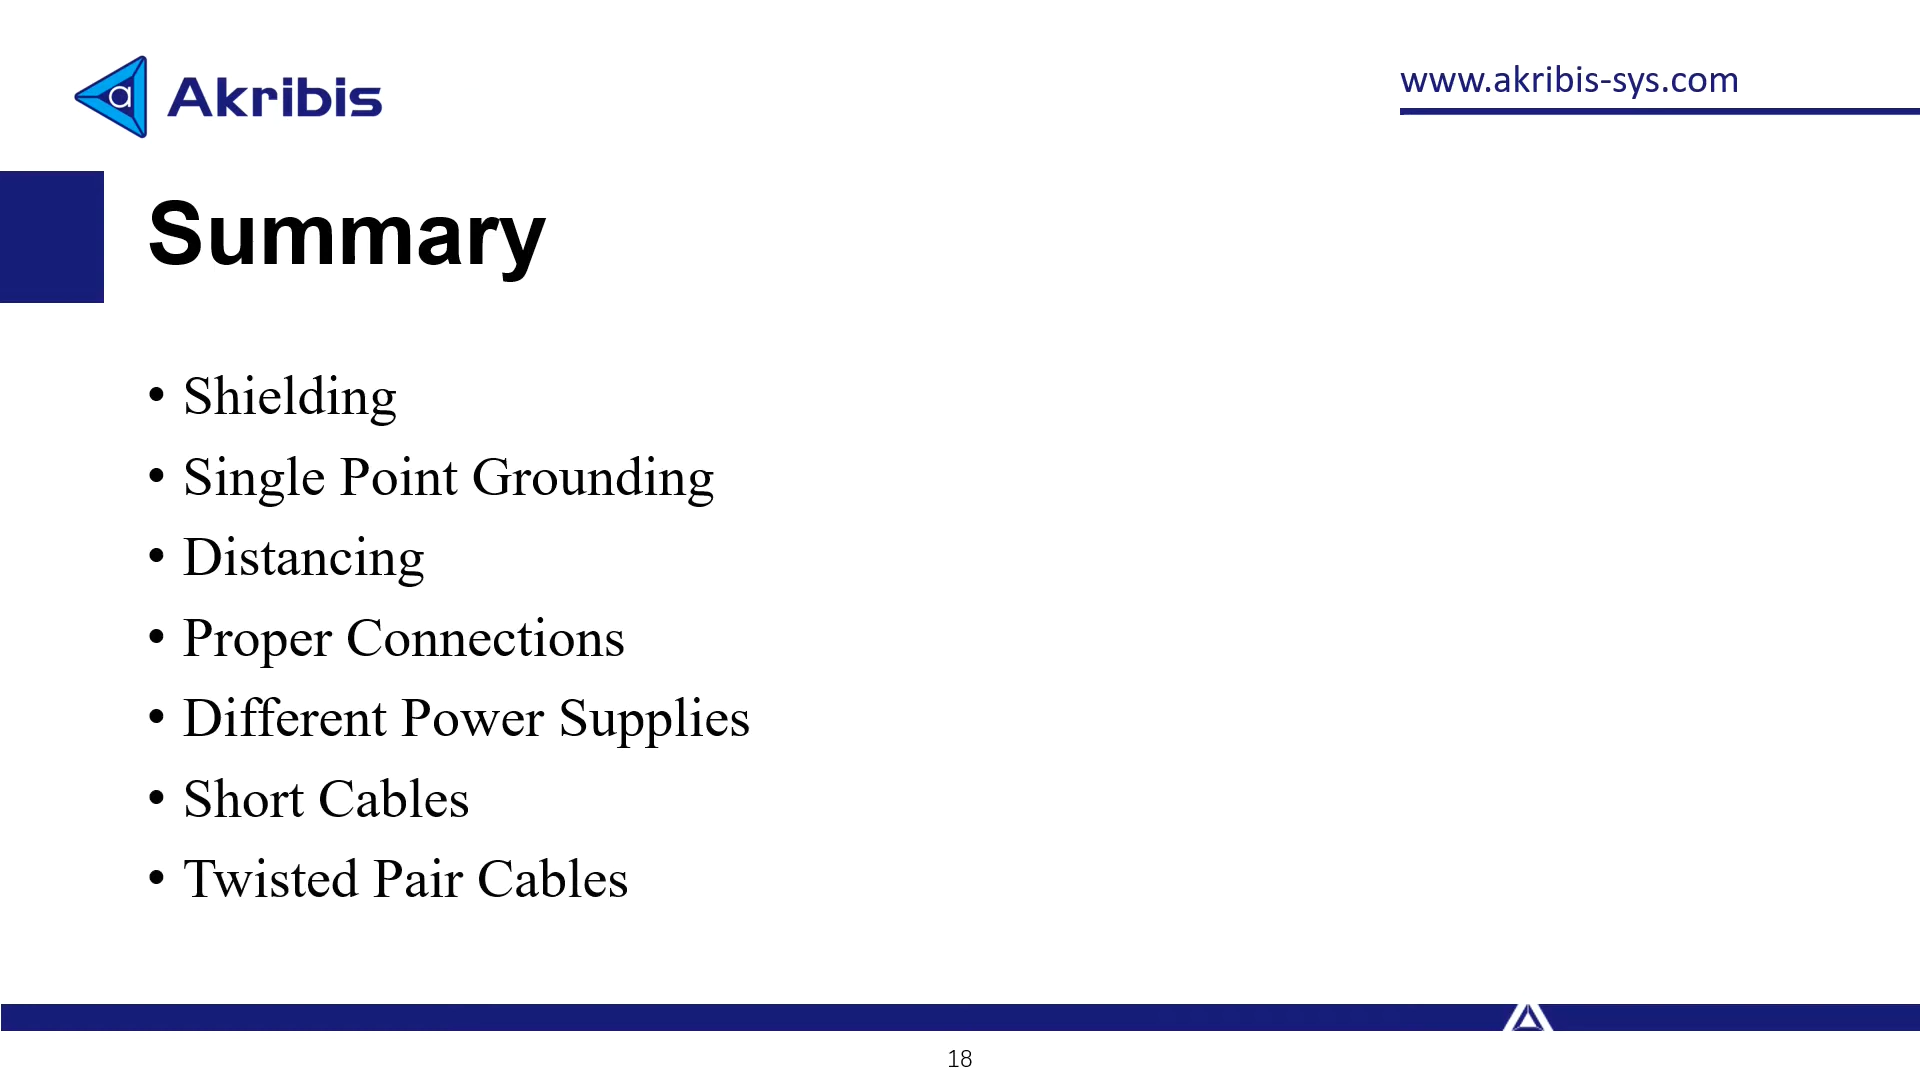 Akribis
www.akribis-sys.com
Summary
• Shielding
• Single Point Grounding
• Distancing
• Proper Connections
• Different Power Supplies
• Short Cables
• Twisted Pair Cables
18